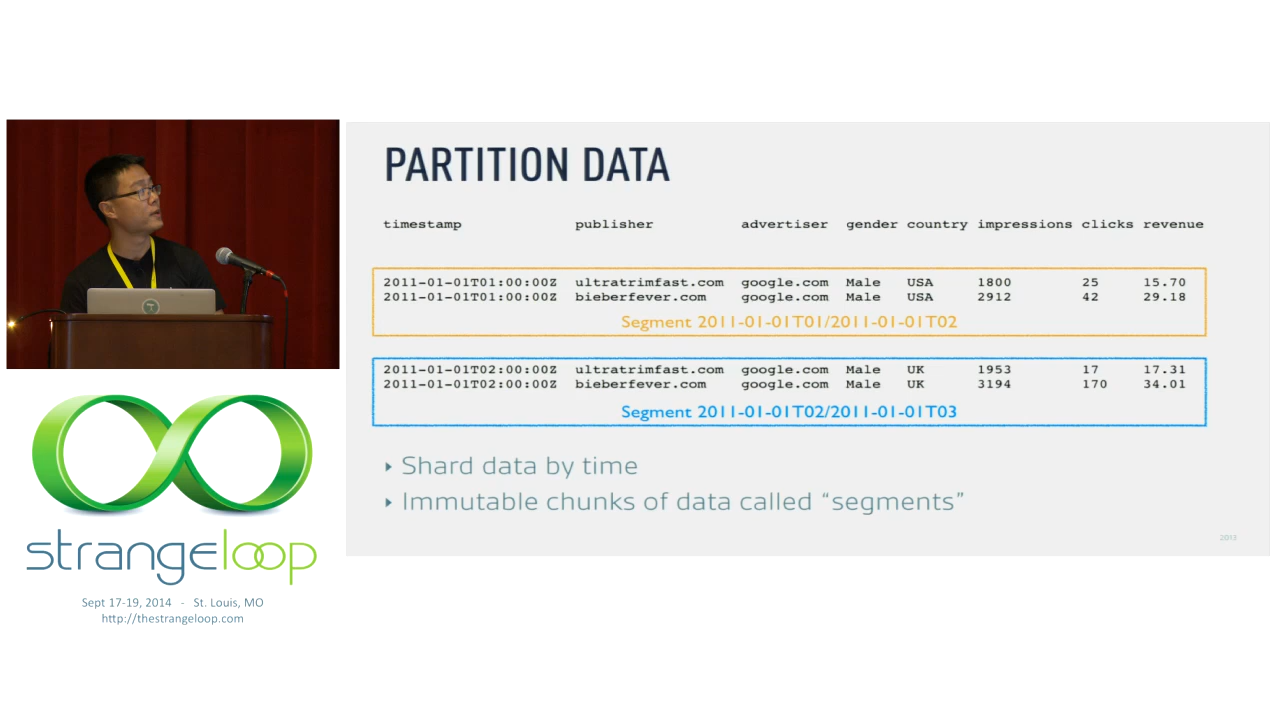 PARTITION DATA
timestamp publisher advertiser gender country impressions clicks revenue
2011-01-01T01:00:00Z ultratrimfast.com google.com Male USA 1800 25 15.70
2011-01-01T01:00:00Z bieberfever.com google.com Male USA 2912 42 29.18
Segment 2011-01-01T01/2011-01-01T02
2011-01-01T02:00:00Z ultratrimfast.com google.com Male UK 1953 17 17.31
2011-01-01T02:00:00Z bieberfever.com google.com Male UK 3194 170 34.01
Segment 2011-01-01T02/2011-01-01T03
Shard data by time
Immutable chunks of data called “segments”
2013
strangeloop
Sept 17-19, 2014 - St. Louis, MO
http://thestrangeloop.com